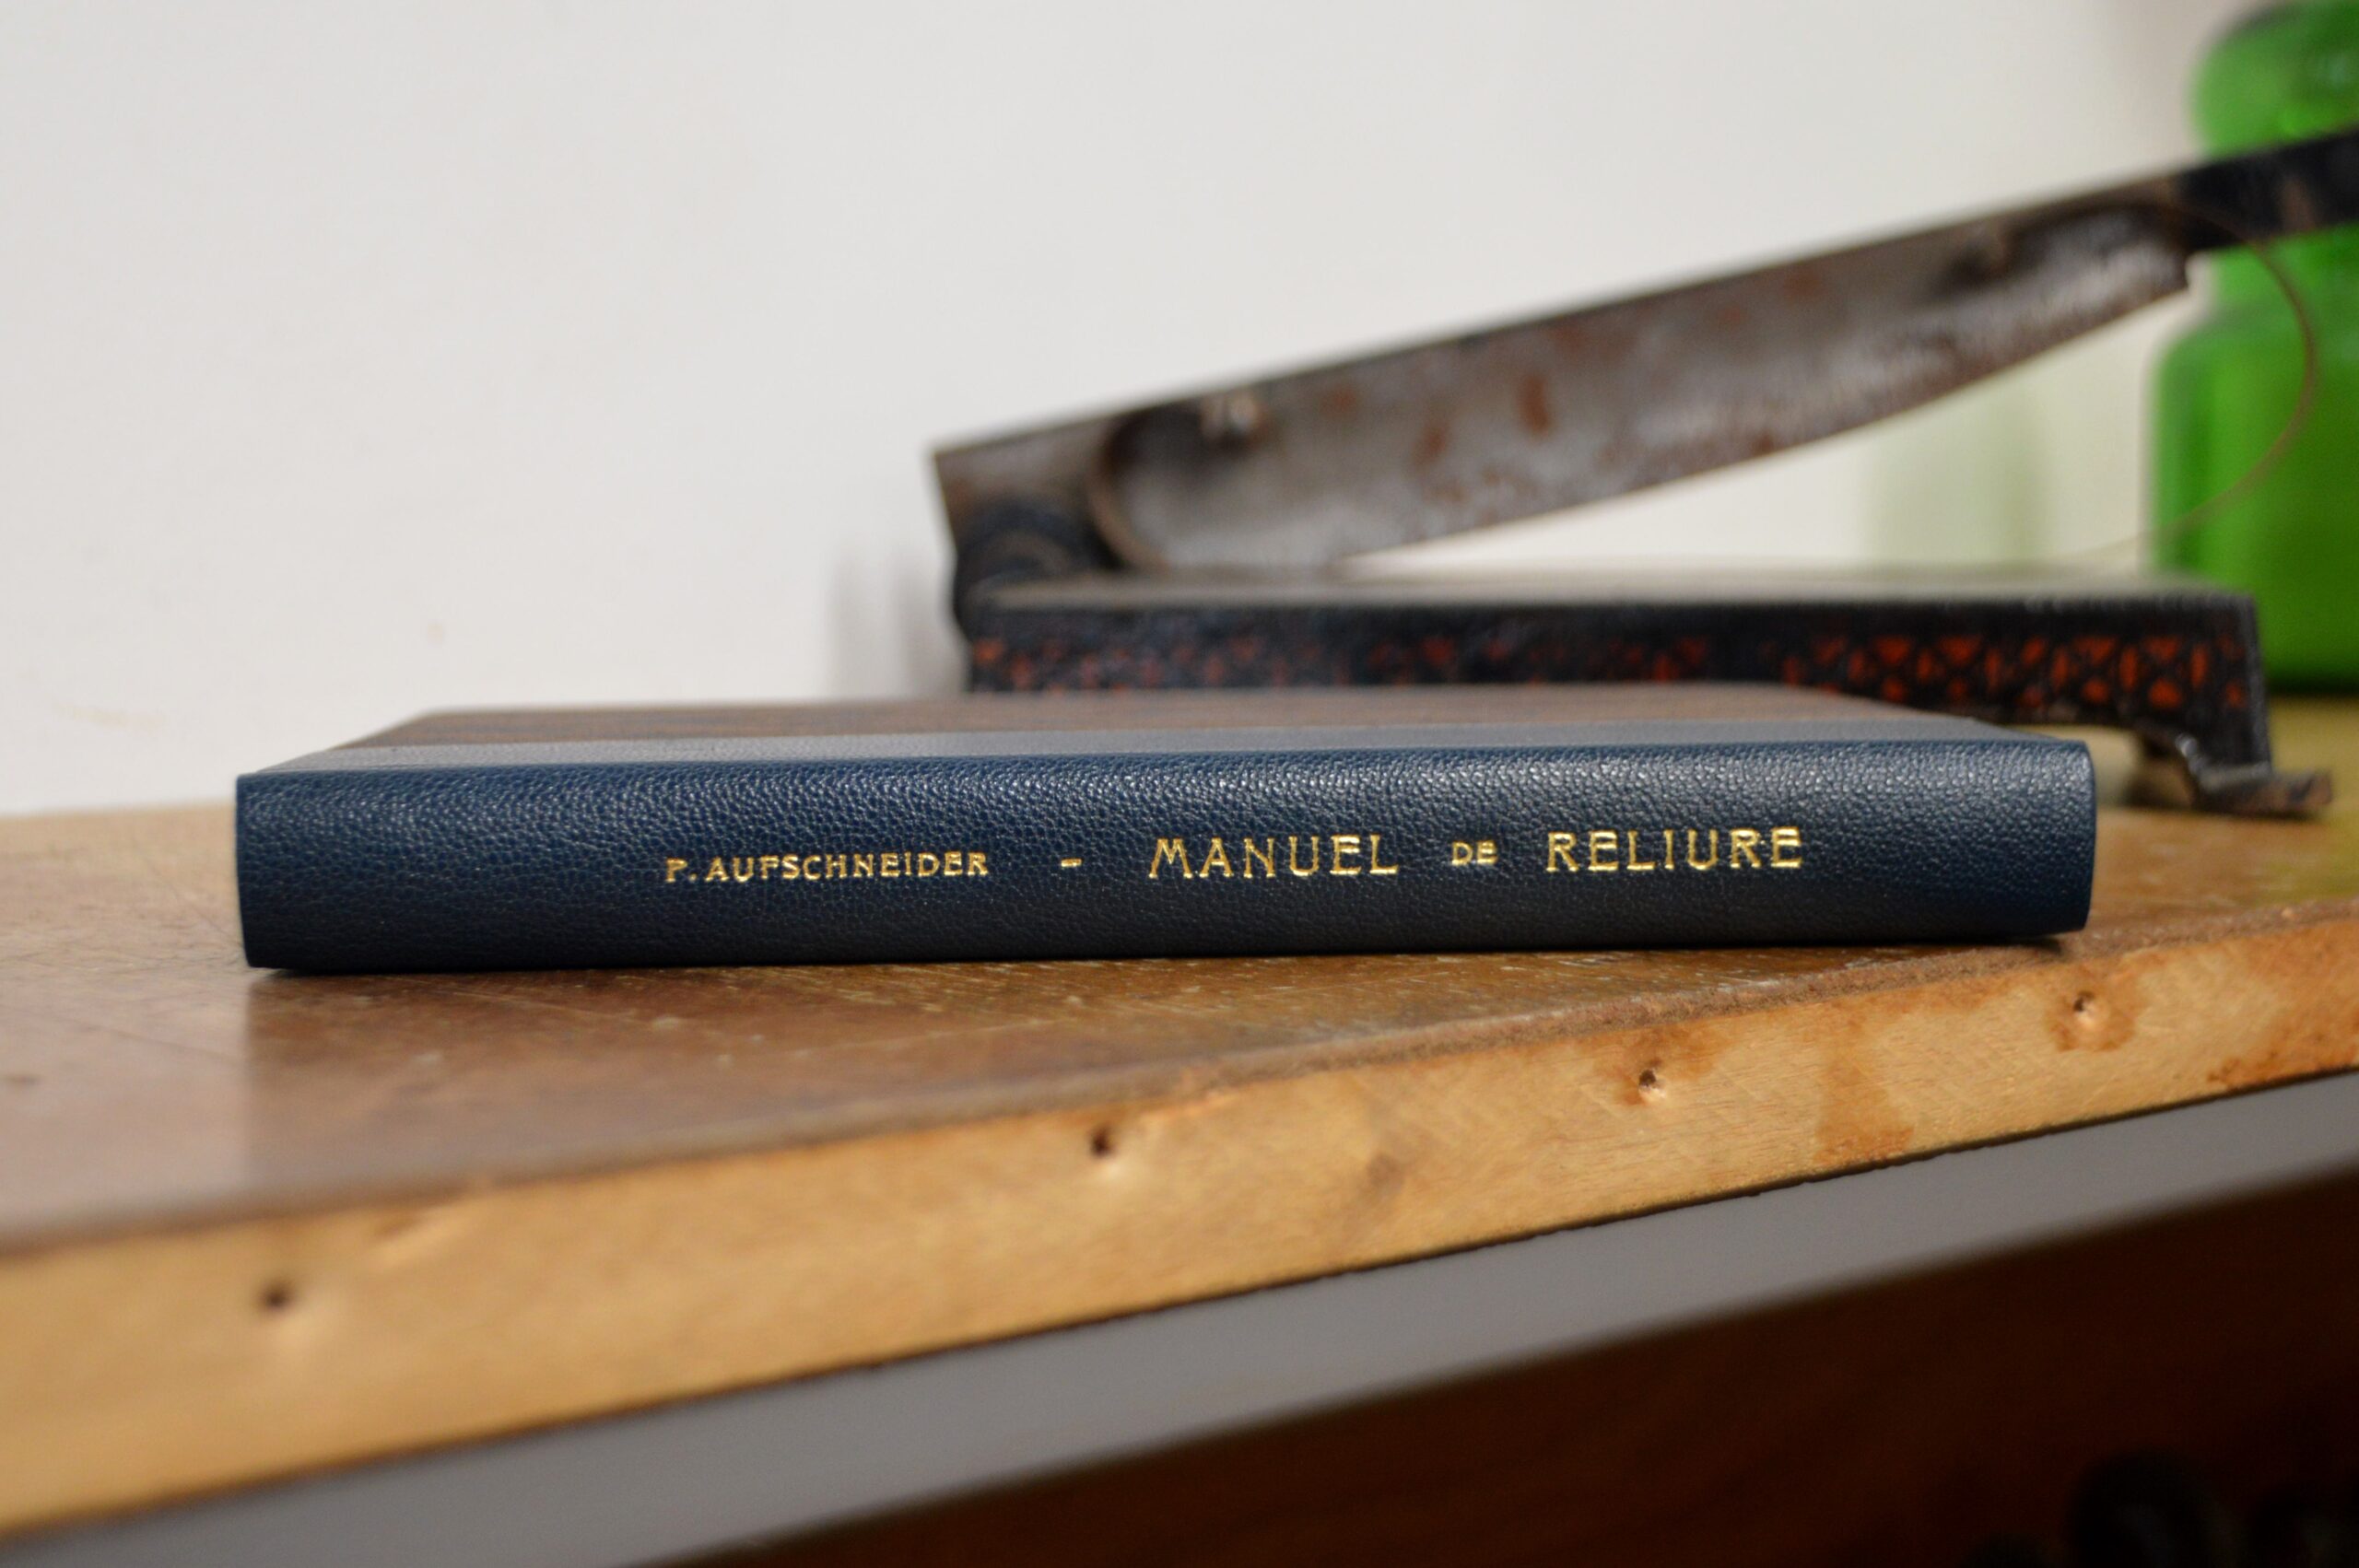 P. AUFSCHNEIDER - MANUEL DE RELIURE